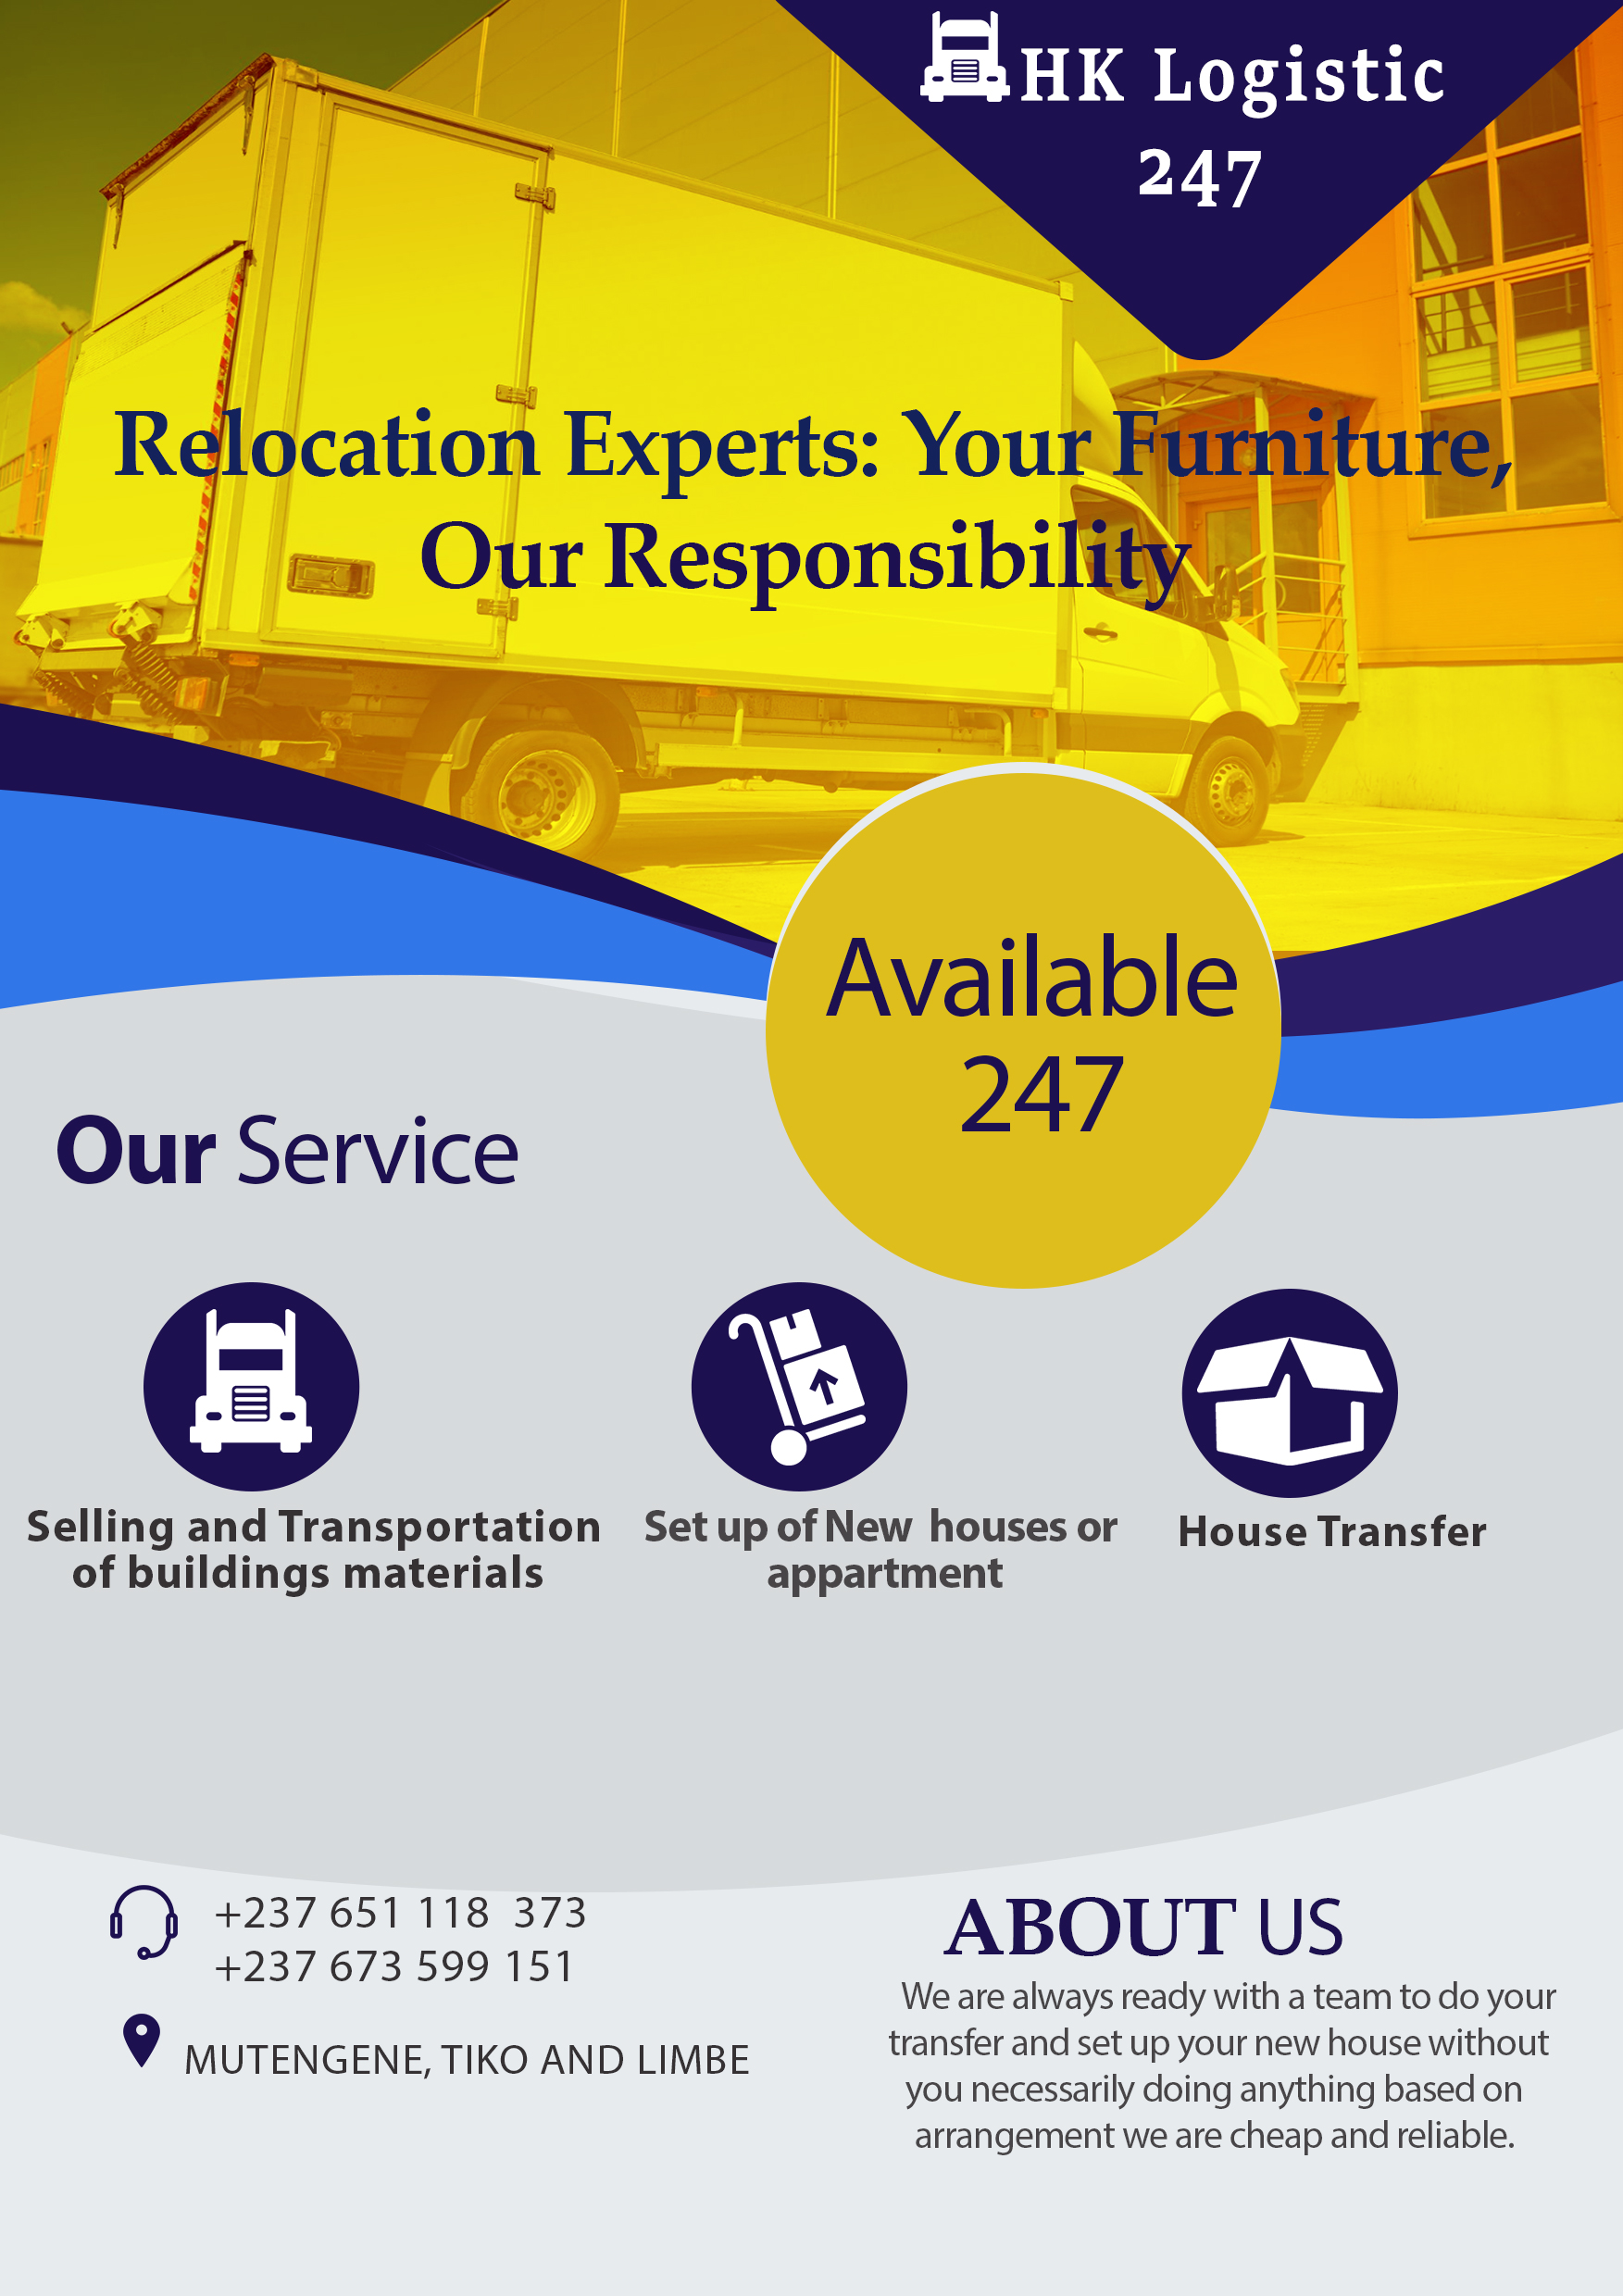 HK Logistic
247
Relocation Experts: Your Furniture,
Our Responsibility
Available
247
Our Service
Selling and Transportation
of buildings materials
Set up of New houses or
appartment
House Transfer
+237 651 118 373
+237 673 599 151
MUTENGENE, TIKO AND LIMBE
ABOUT US
We are always ready with a team to do your
transfer and set up your new house without
you necessarily doing anything based on
arrangement we are cheap and reliable.